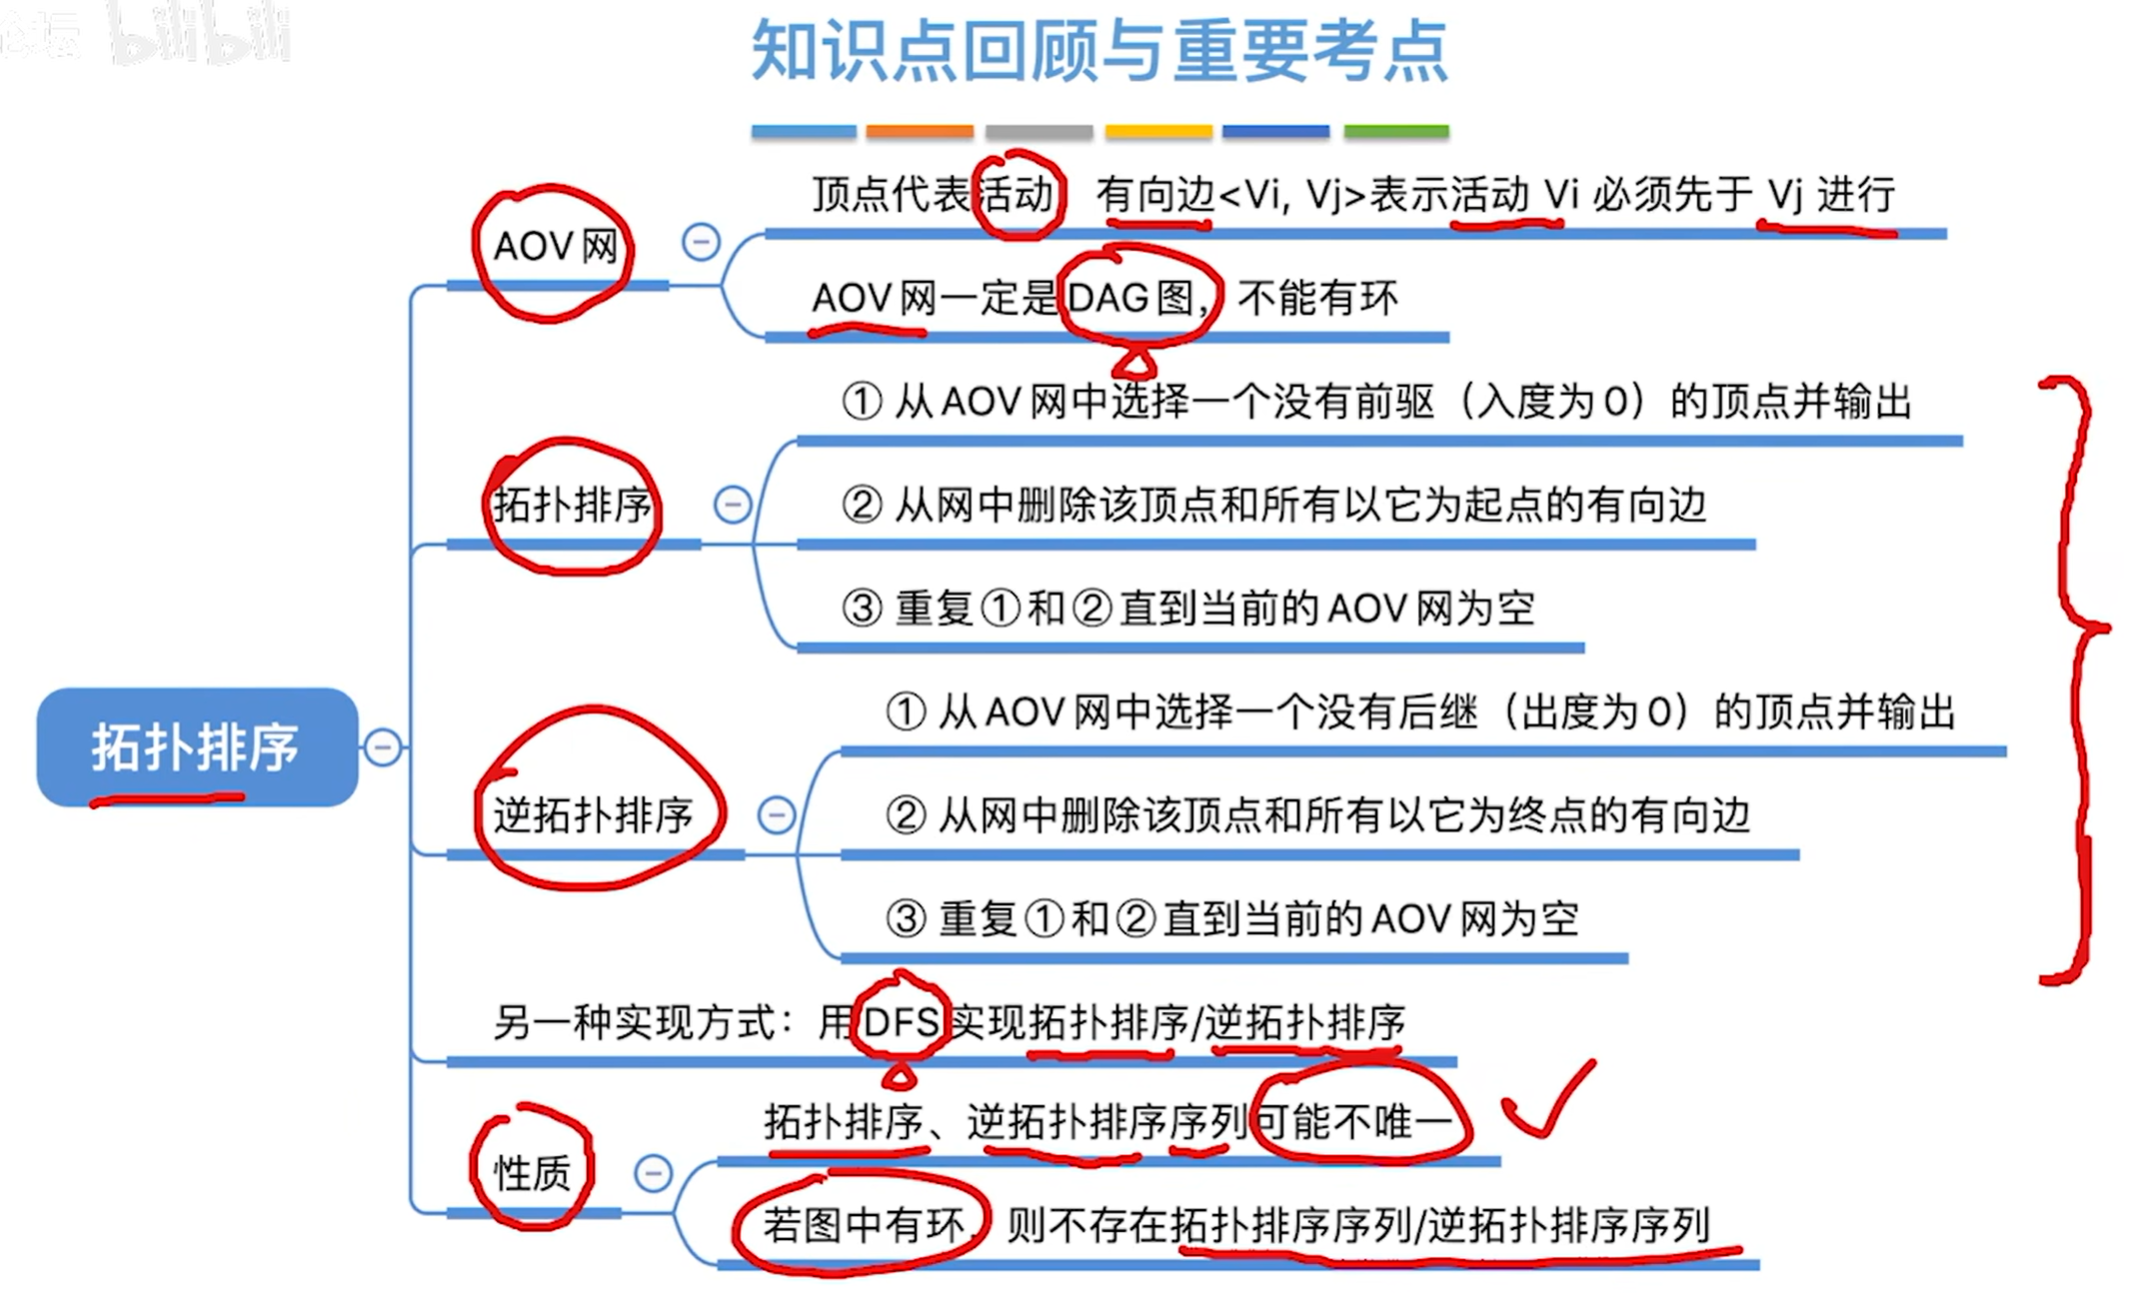 论坛 bilibili
知识点回顾与重要考点
顶点代表活动 有向边<Vi, Vj>表示活动 Vi 必须先于 Vj 进行
AOV网
AOV网一定是DAG图，不能有环
① 从AOV网中选择一个没有前驱（入度为0）的顶点并输出
拓扑排序
② 从网中删除该顶点和所有以它为起点的有向边
③ 重复①和②直到当前的AOV网为空
拓扑排序
① 从AOV网中选择一个没有后继（出度为0）的顶点并输出
逆拓扑排序
② 从网中删除该顶点和所有以它为终点的有向边
③ 重复①和②直到当前的AOV网为空
另一种实现方式：用DFS实现拓扑排序/逆拓扑排序
拓扑排序、逆拓扑排序序列可能不唯一
性质
若图中有环，则不存在拓扑排序序列/逆拓扑排序序列